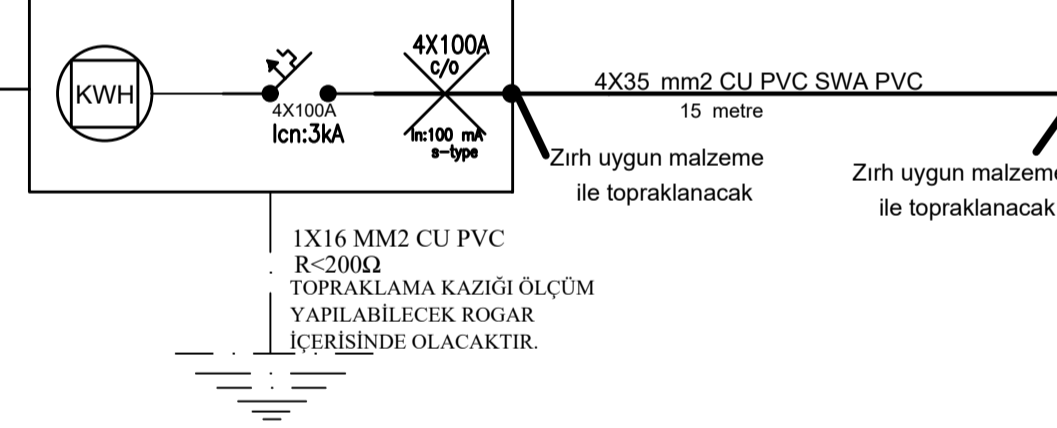 KWH
4X100A
Icn:3kA
4X100A
c/o
In:100 mA
s-type
4X35 mm2 CU PVC SWA PVC
15 metre
Zırh uygun malzeme
ile topraklanacak
Zırh uygun malzeme
ile topraklanacak
1X16 MM2 CU PVC
R<200Ω
TOPRAKLAMA KAZIĞI ÖLÇÜM
YAPILABİLECEK ROGAR
İÇERİSİNDE OLACAKTIR.